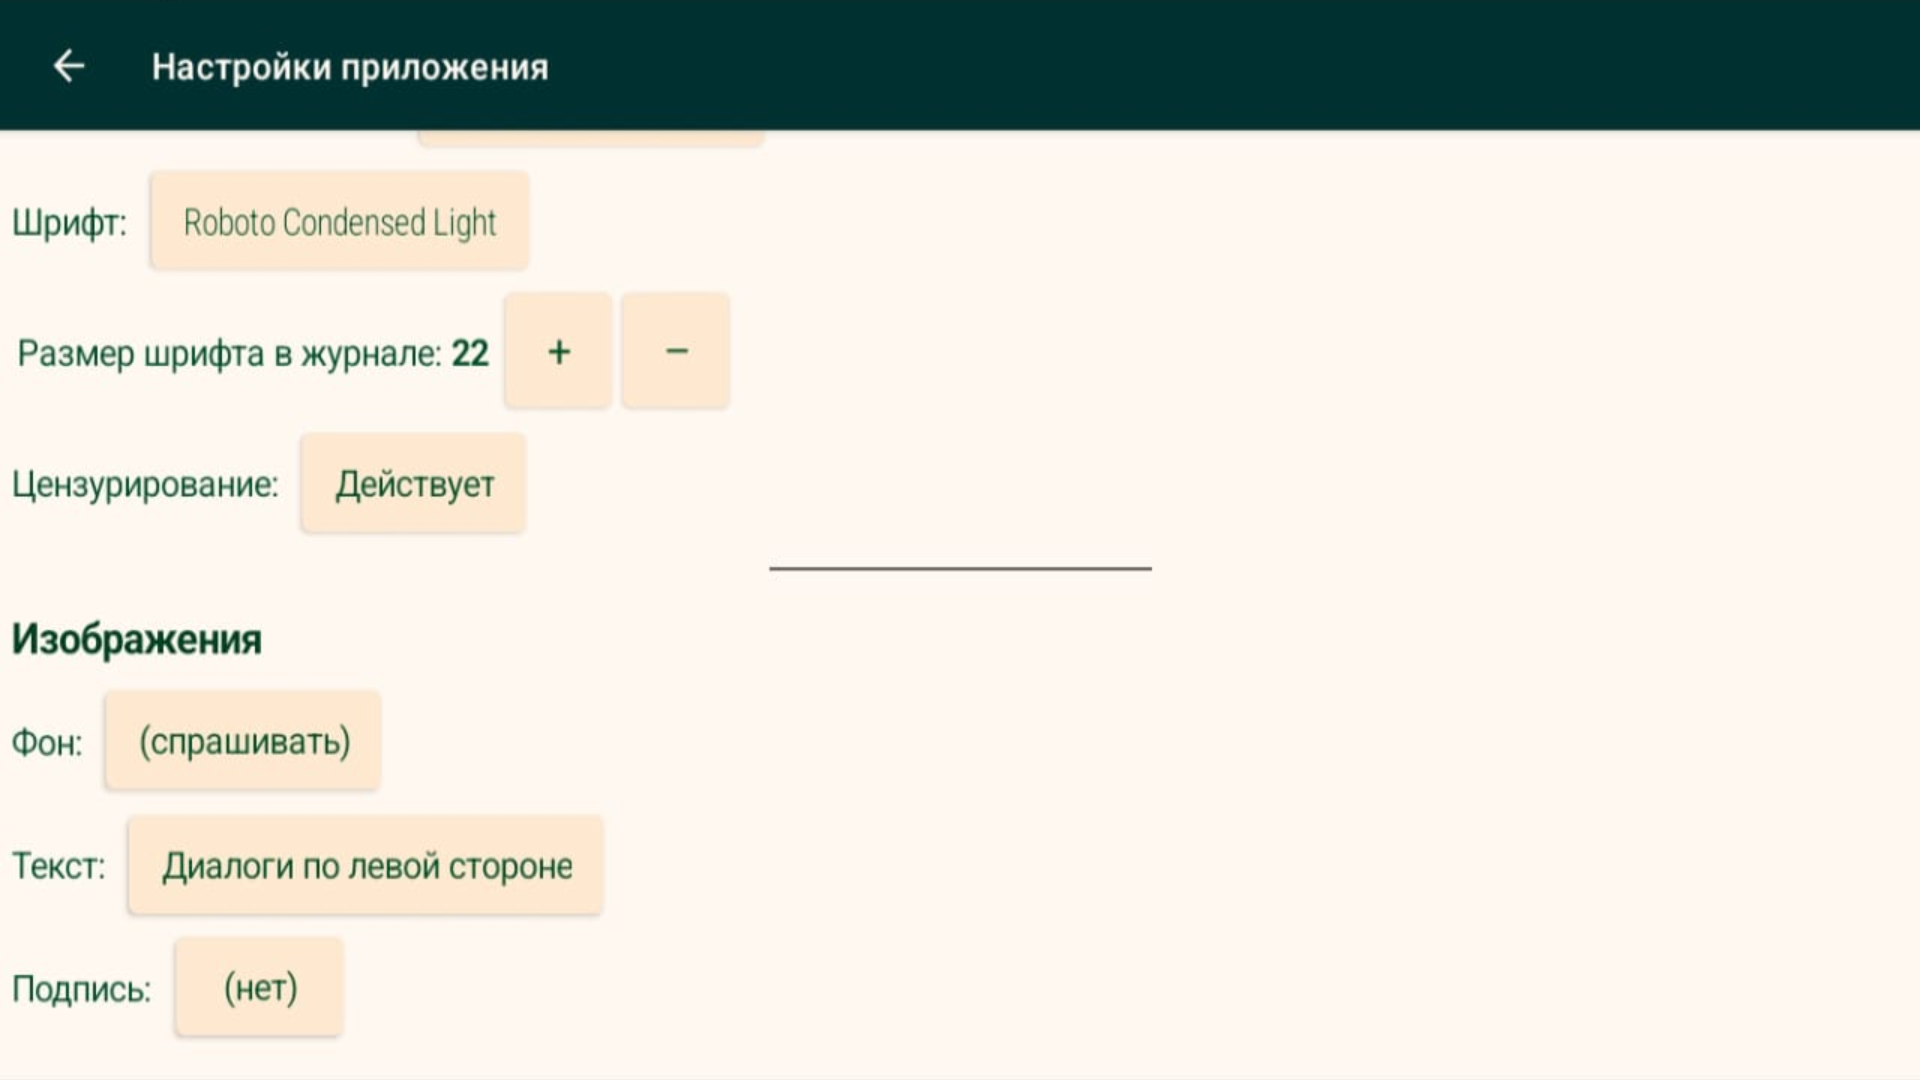 Настройки приложения
Шрифт: Roboto Condensed Light
Размер шрифта в журнале: 22 + −
Цензурирование: Действует
Изображения
Фон: (спрашивать)
Текст: Диалоги по левой стороне
Подпись: (нет)